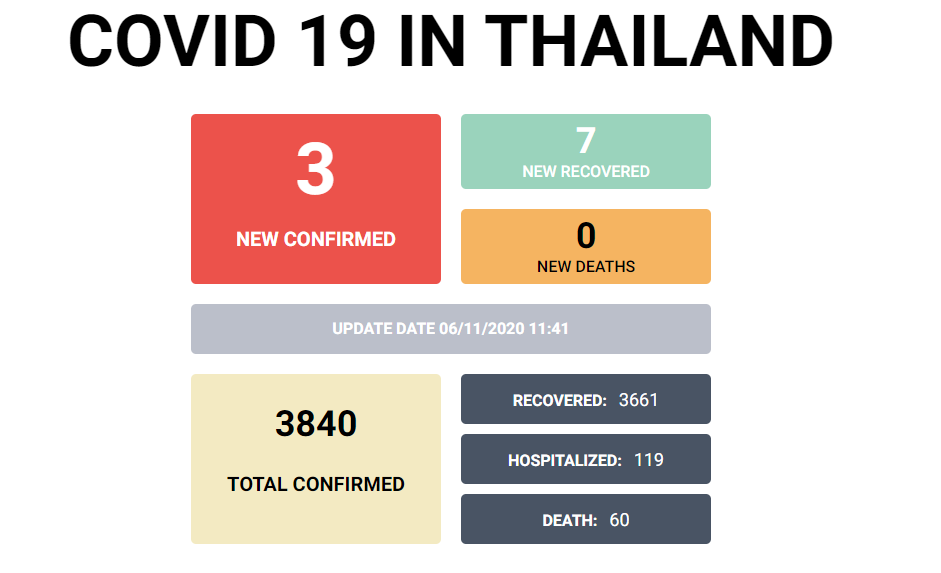 COVID 19 IN THAILAND
3
NEW CONFIRMED
7
NEW RECOVERED
0
NEW DEATHS
UPDATE DATE 06/11/2020 11:41
3840
TOTAL CONFIRMED
RECOVERED: 3661
HOSPITALIZED: 119
DEATH: 60